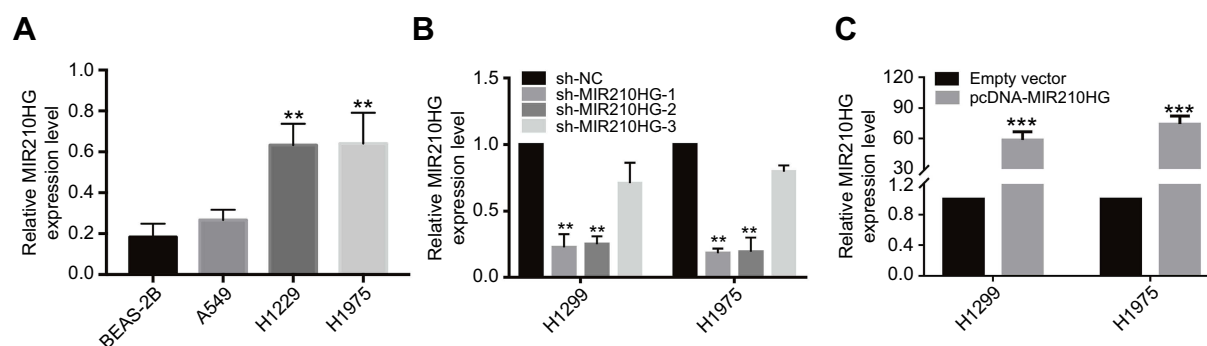 A
Relative MIR210HG
expression level
1.0
0.8
0.6
0.4
0.2
0.0
**
**
BEAS-2B
A549
H1229
H1975
B
Relative MIR210HG
expression level
1.5
1.0
0.5
0.0
sh-NC
sh-MIR210HG-1
sh-MIR210HG-2
sh-MIR210HG-3
**
**
**
**
H1299
H1975
C
Relative MIR210HG
expression level
120
90
60
30
1.2
0.8
0.4
0.0
Empty vector
pcDNA-MIR210HG
***
***
H1299
H1975